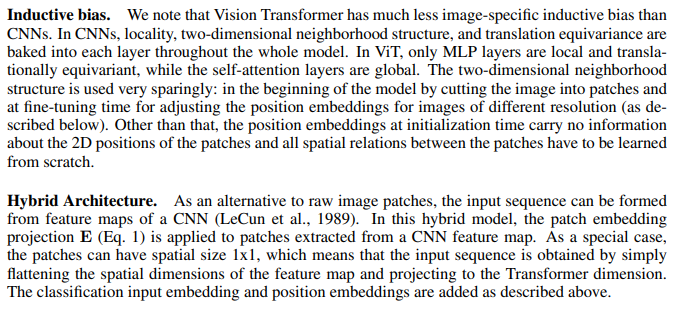 Inductive bias. We note that Vision Transformer has much less image-specific inductive bias than
CNNs. In CNNs, locality, two-dimensional neighborhood structure, and translation equivariance are
baked into each layer throughout the whole model. In ViT, only MLP layers are local and transla-
tionally equivariant, while the self-attention layers are global. The two-dimensional neighborhood
structure is used very sparingly: in the beginning of the model by cutting the image into patches and
at fine-tuning time for adjusting the position embeddings for images of different resolution (as de-
scribed below). Other than that, the position embeddings at initialization time carry no information
about the 2D positions of the patches and all spatial relations between the patches have to be learned
from scratch.
Hybrid Architecture. As an alternative to raw image patches, the input sequence can be formed
from feature maps of a CNN (LeCun et al., 1989). In this hybrid model, the patch embedding
projection E (Eq. 1) is applied to patches extracted from a CNN feature map. As a special case,
the patches can have spatial size 1x1, which means that the input sequence is obtained by simply
flattening the spatial dimensions of the feature map and projecting to the Transformer dimension.
The classification input embedding and position embeddings are added as described above.